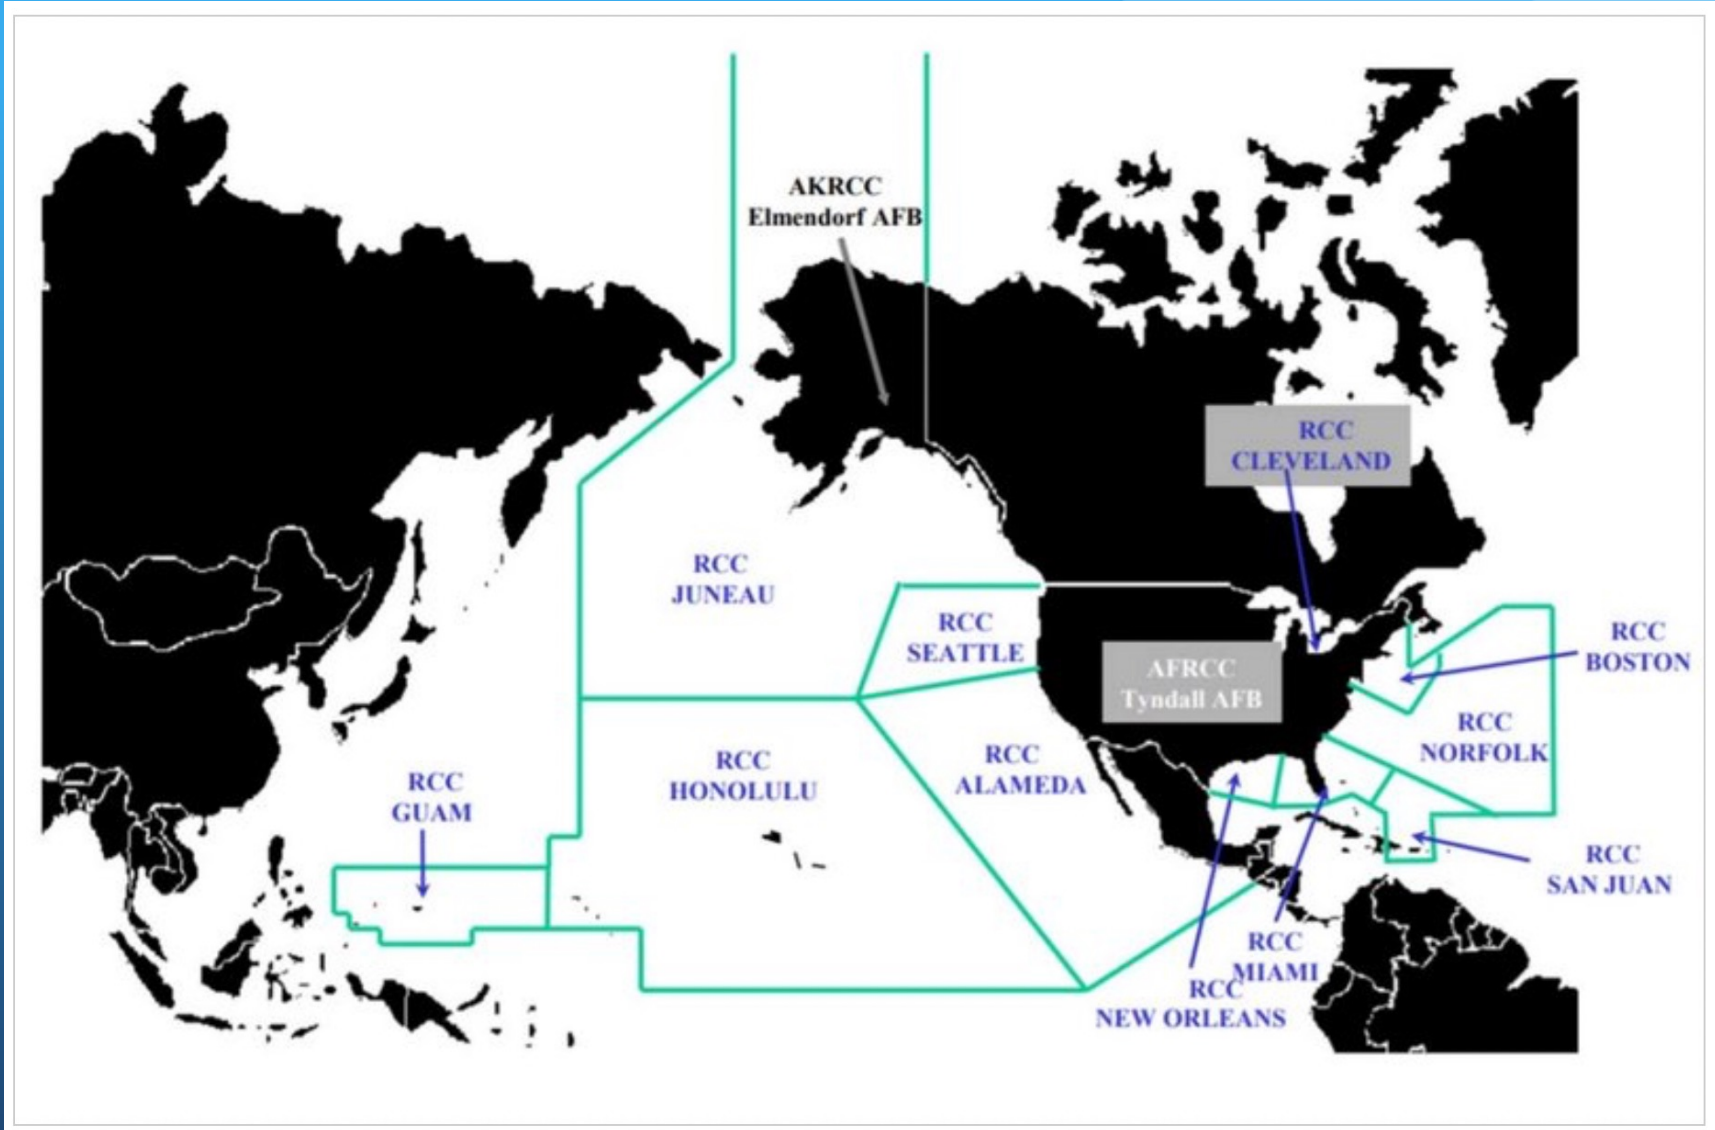 AKRCC
Elmendorf AFB
RCC
CLEVELAND
RCC
JUNEAU
RCC
SEATTLE
RCC
BOSTON
AFRCC
Tyndall AFB
RCC
NORFOLK
RCC
HONOLULU
RCC
ALAMEDA
RCC
GUAM
RCC
SAN JUAN
RCC
MIAMI
RCC
NEW ORLEANS